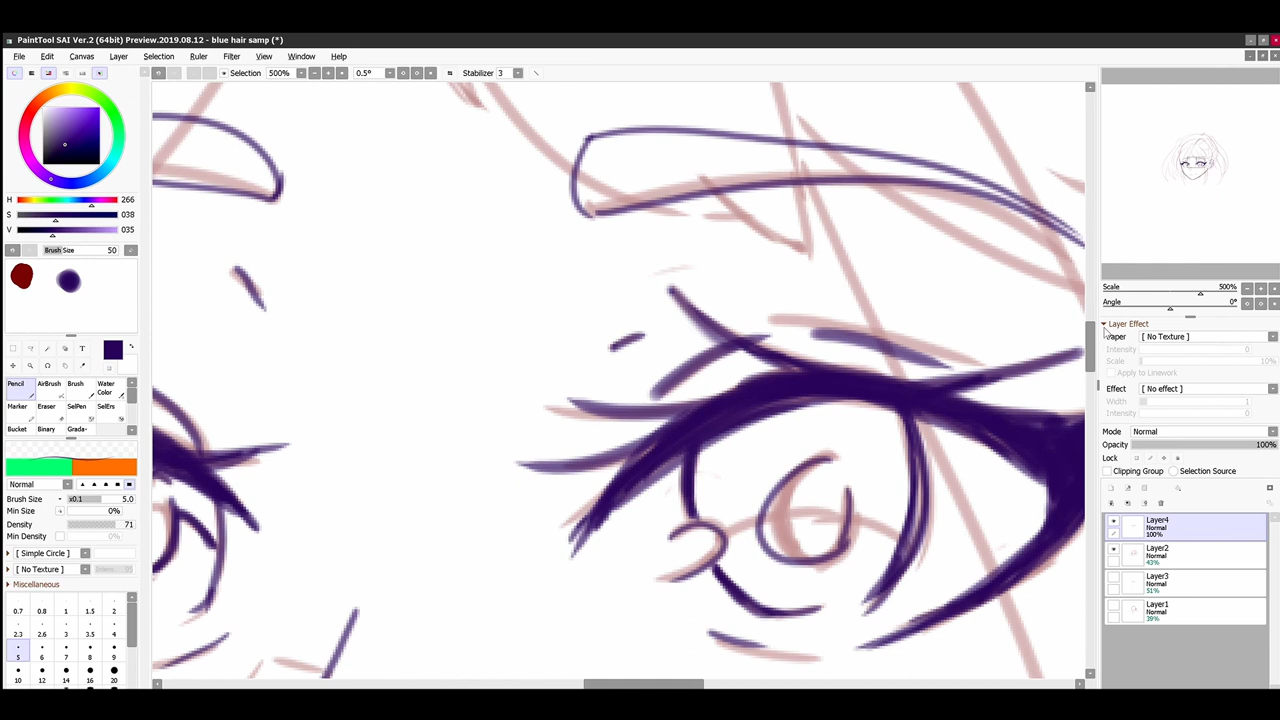 PaintTool SAI Ver.2 (64bit) Preview.2019.08.12 - blue hair samp (*)
File Edit Canvas Layer Selection Ruler Filter View Window Help
Selection 500% 0.5° Stabilizer 3
H 266
S 038
V 035
Brush Size 50
T
Pencil AirBrush Brush Water Color
Marker Eraser SelPen SelErs
Bucket Binary Grada-
Normal
Brush Size x0.1 5.0
Min Size 0%
Density 71
Min Density 0%
[ Simple Circle ]
[ No Texture ]
Miscellaneous
0.7 0.8 1 1.5 2
2.3 2.6 3 3.5 4
5 6 7 8 9
10 12 14 16 20
Scale 500%
Angle 0°
Layer Effect
Paper [ No Texture ]
Intensity 0
Scale 10%
Apply to Linework
Effect [ No effect ]
Width 1
Intensity 0
Mode Normal
Opacity 100%
Lock
Clipping Group Selection Source
Layer4
Normal
100%
Layer2
Normal
43%
Layer3
Normal
51%
Layer1
Normal
39%